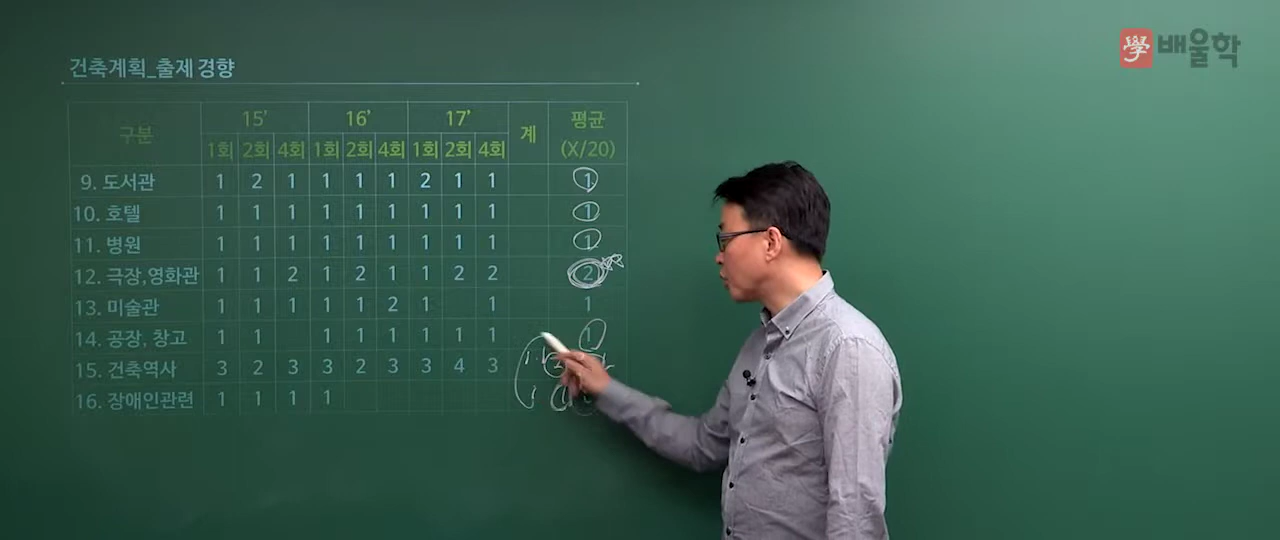 學 배울학
건축계획_출제 경향
구분 15' 16' 17' 계 평균
1회 2회 4회 1회 2회 4회 1회 2회 4회 (X/20)
9. 도서관 1 2 1 1 1 1 2 1 1 1
10. 호텔 1 1 1 1 1 1 1 1 1 1
11. 병원 1 1 1 1 1 1 1 1 1 1
12. 극장,영화관 1 1 2 1 2 1 1 2 2 2
13. 미술관 1 1 1 1 1 2 1 1 1
14. 공장, 창고 1 1 1 1 1 1 1 1 1
15. 건축역사 3 2 3 3 2 3 3 4 3
16. 장애인관련 1 1 1 1